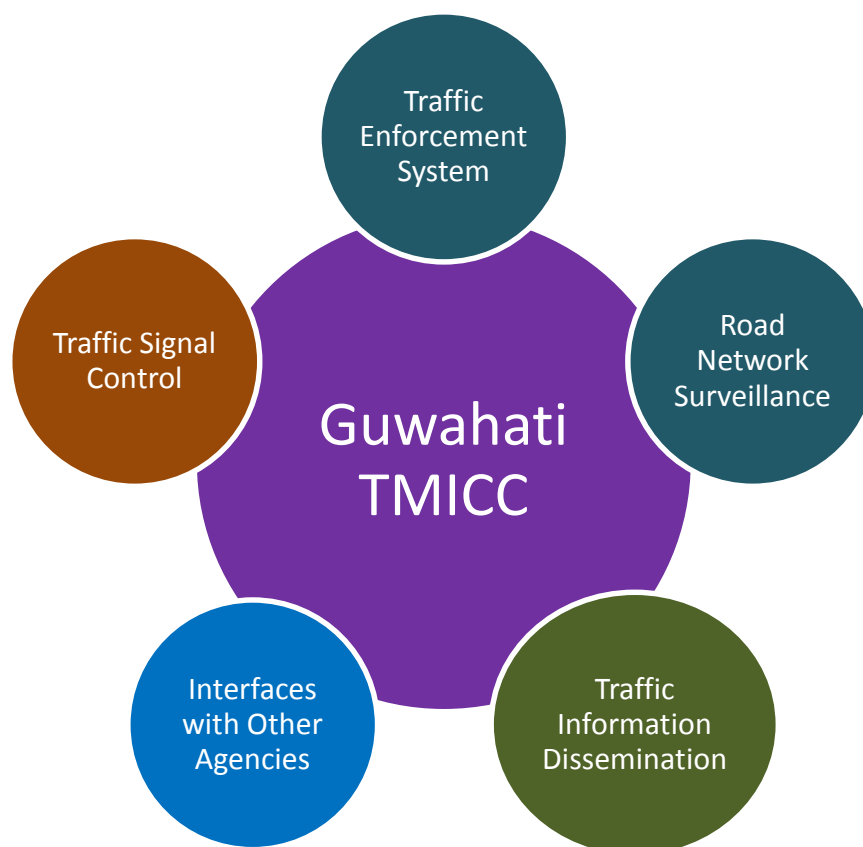 Traffic
Enforcement
System
Traffic Signal
Control
Road
Network
Surveillance
Guwahati
TMICC
Interfaces
with Other
Agencies
Traffic
Information
Dissemination